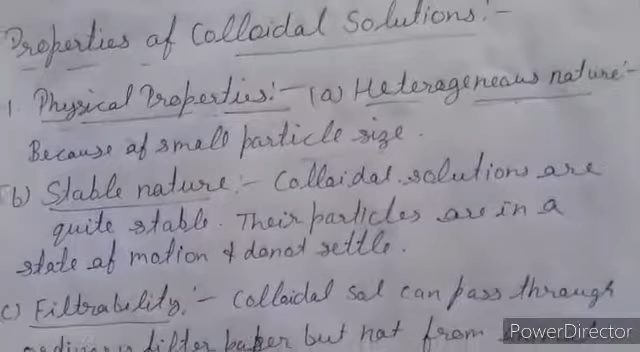 Properties of Colloidal Solutions:-
1. Physical Properties:- (a) Heterogeneous nature:-
Because of small particle size.
(b) Stable nature:- Colloidal solutions are
quite stable. Their particles are in a
state of motion & donot settle.
c) Filtrability:- Colloidal sol can pass through
ordinary filter paper but not from
PowerDirector